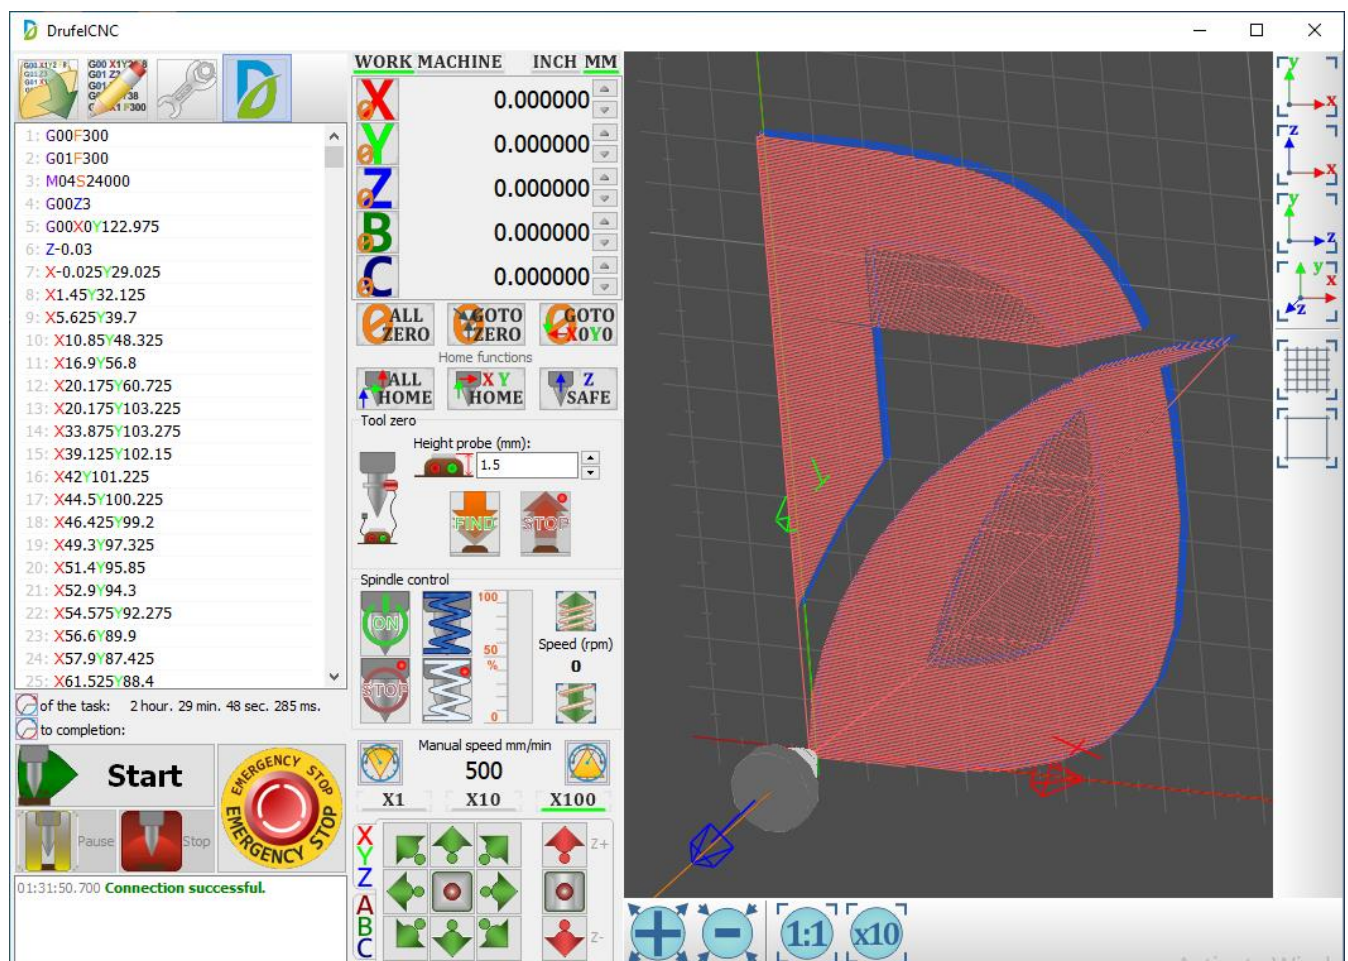 DrufelCNC
WORK MACHINE INCH MM
X 0.000000
Y 0.000000
Z 0.000000
B 0.000000
C 0.000000
1: G00F300
2: G01F300
3: M04S24000
4: G00Z3
5: G00X0Y122.975
6: Z-0.03
7: X-0.025Y29.025
8: X1.45Y32.125
9: X5.625Y39.7
10: X10.85Y48.325
11: X16.9Y56.8
12: X20.175Y60.725
13: X20.175Y103.225
14: X33.875Y103.275
15: X39.125Y102.15
16: X42Y101.225
17: X44.5Y100.225
18: X46.425Y99.2
19: X49.3Y97.325
20: X51.4Y95.85
21: X52.9Y94.3
22: X54.575Y92.275
23: X56.6Y89.9
24: X57.9Y87.425
25: X61.525Y88.4
of the task: 2 hour. 29 min. 48 sec. 285 ms.
to completion:
Start
EMERGENCY STOP
EMERGENCY STOP
Pause
Stop
01:31:50.700 Connection successful.
ALL ZERO
GOTO ZERO
GOTO X0Y0
Home functions
ALL HOME
X Y HOME
Z SAFE
Tool zero
Height probe (mm):
1.5
FIND
STOP
Spindle control
ON
STOP
100
50
%
0
Speed (rpm)
0
Manual speed mm/min
500
X1 X10 X100
X
Y
Z
A
B
C
Z+
Z-
y
x
z
x
y
z
y
x
z
1:1
x10